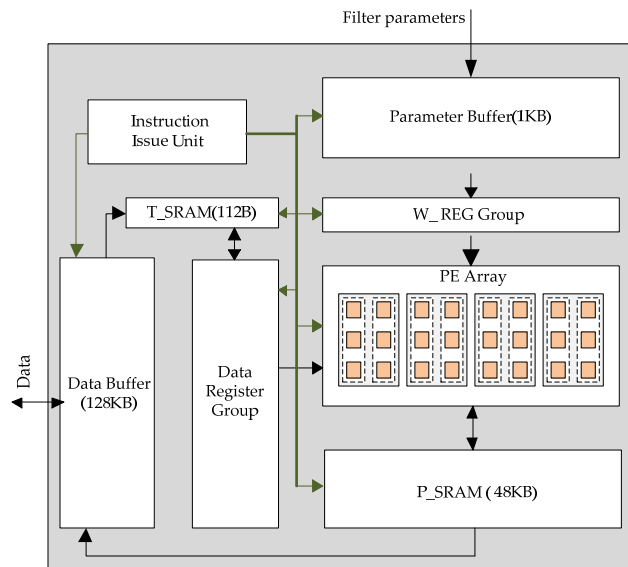 Filter parameters
Instruction
Issue Unit
Parameter Buffer(1KB)
T_SRAM(112B)
W_ REG Group
PE Array
Data
Data Buffer
(128KB)
Data
Register
Group
P_SRAM ( 48KB)